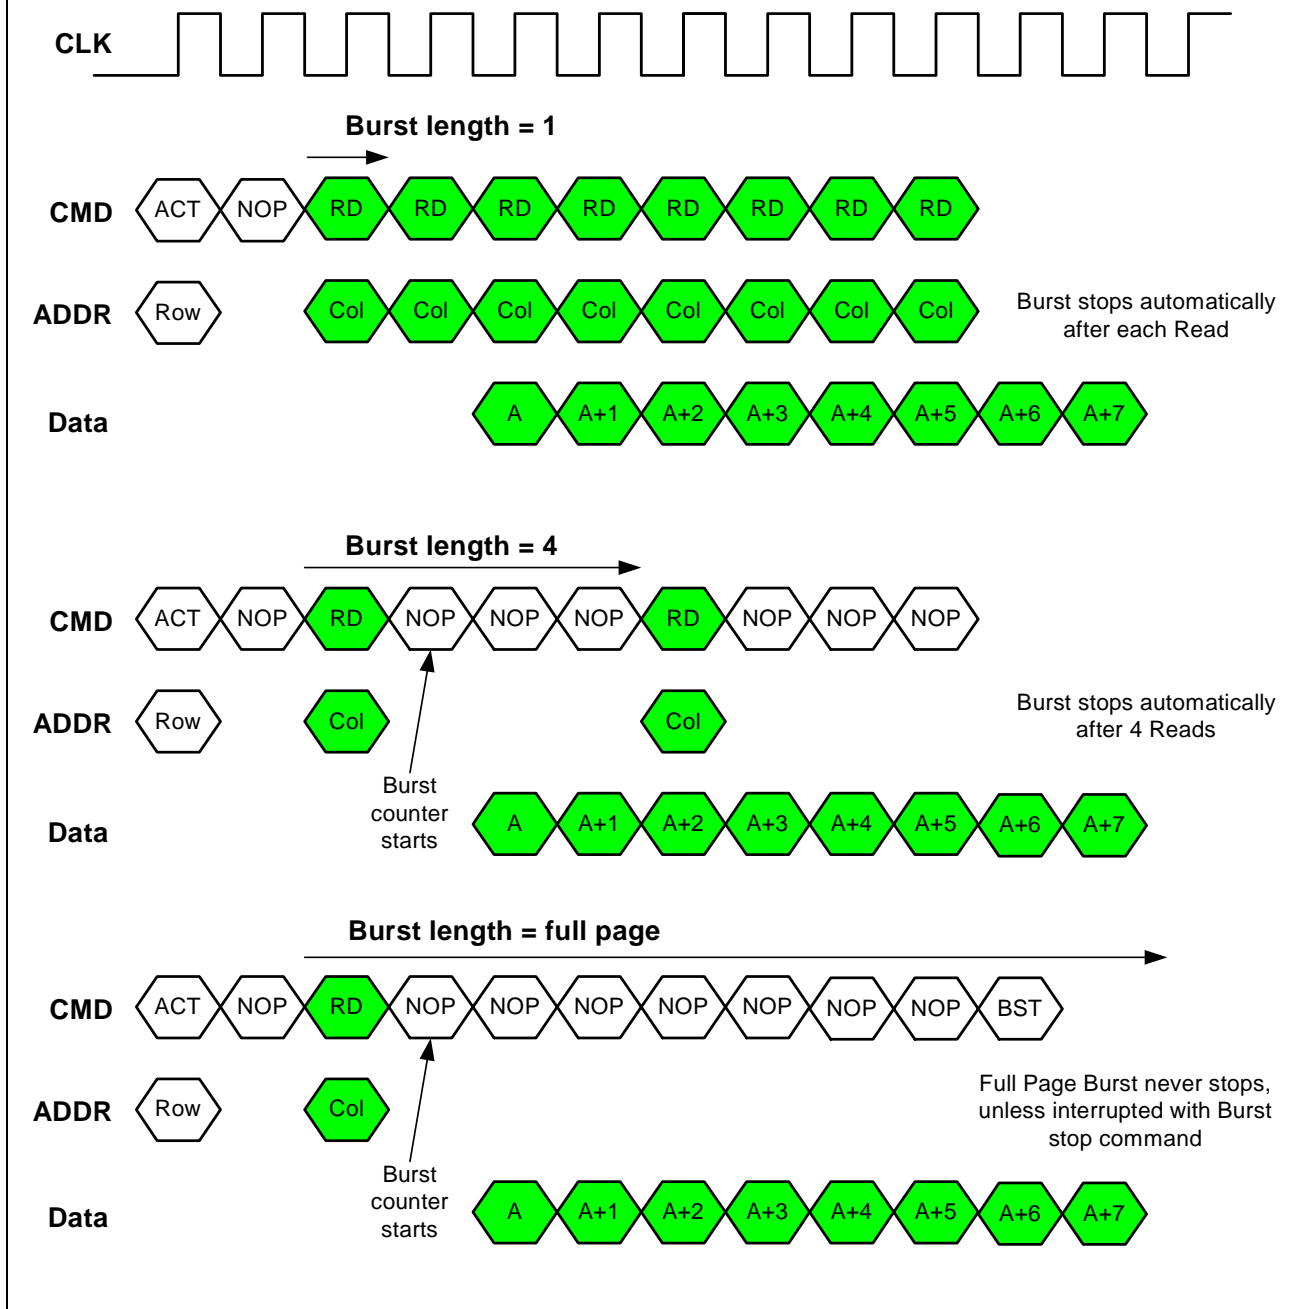 CLK
Burst length = 1
CMD ACT NOP RD RD RD RD RD RD RD RD
ADDR Row Col Col Col Col Col Col Col Col
Burst stops automatically
after each Read
Data A A+1 A+2 A+3 A+4 A+5 A+6 A+7
Burst length = 4
CMD ACT NOP RD NOP NOP NOP RD NOP NOP NOP
ADDR Row Col Col
Burst stops automatically
after 4 Reads
Burst
counter
starts
Data A A+1 A+2 A+3 A+4 A+5 A+6 A+7
Burst length = full page
CMD ACT NOP RD NOP NOP NOP NOP NOP NOP NOP BST
ADDR Row Col
Full Page Burst never stops,
unless interrupted with Burst
stop command
Burst
counter
starts
Data A A+1 A+2 A+3 A+4 A+5 A+6 A+7